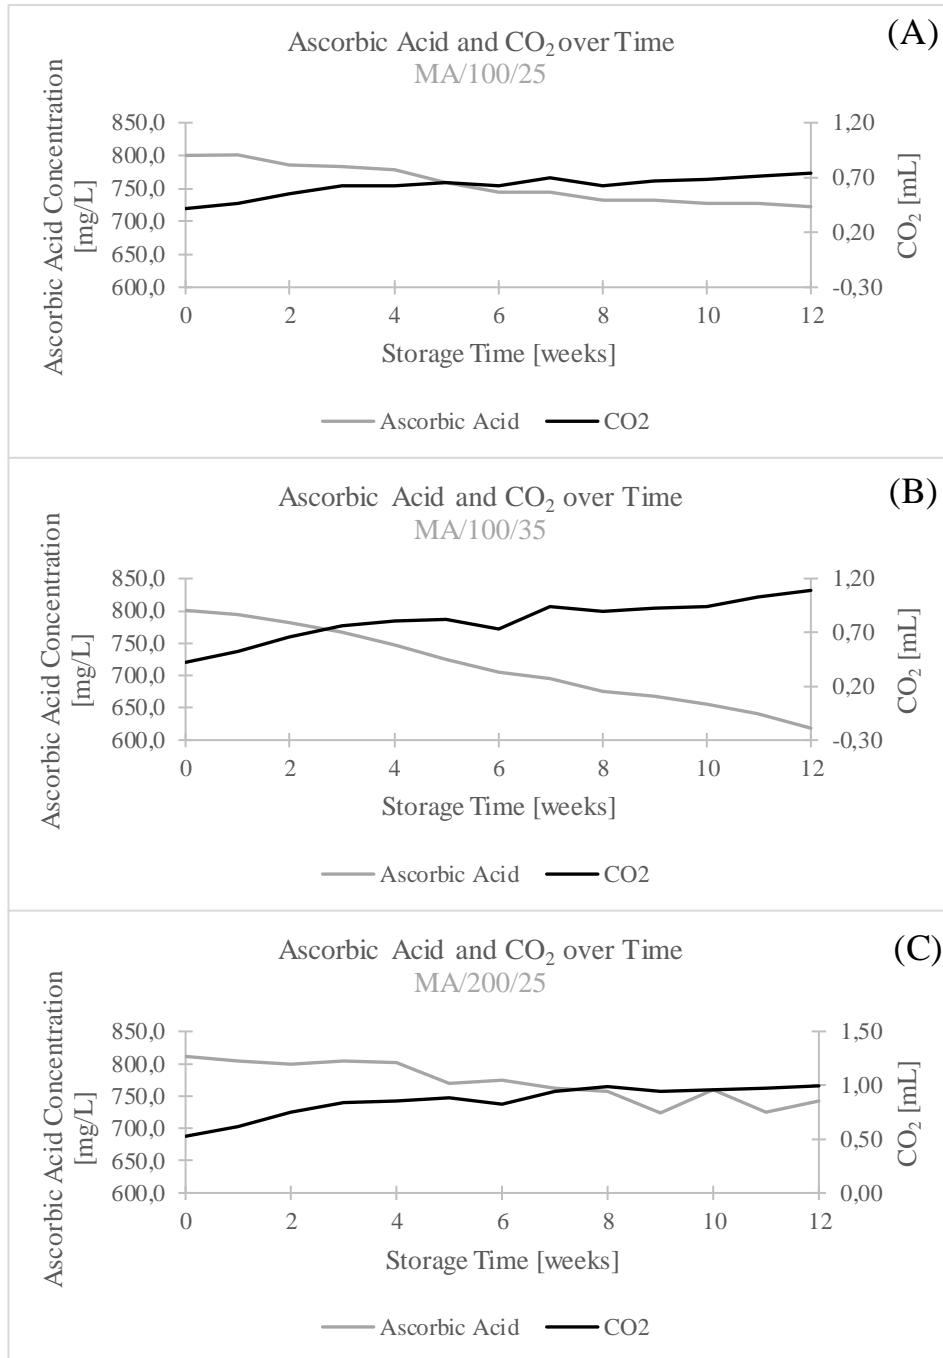 (A)
Ascorbic Acid and CO₂ over Time
MA/100/25
Ascorbic Acid Concentration
[mg/L]
850,0
800,0
750,0
700,0
650,0
600,0
1,20
0,70
0,20
-0,30
CO₂ [mL]
0 2 4 6 8 10 12
Storage Time [weeks]
Ascorbic Acid CO2
(B)
Ascorbic Acid and CO₂ over Time
MA/100/35
Ascorbic Acid Concentration
[mg/L]
850,0
800,0
750,0
700,0
650,0
600,0
1,20
0,70
0,20
-0,30
CO₂ [mL]
0 2 4 6 8 10 12
Storage Time [weeks]
Ascorbic Acid CO2
(C)
Ascorbic Acid and CO₂ over Time
MA/200/25
Ascorbic Acid Concentration
[mg/L]
850,0
800,0
750,0
700,0
650,0
600,0
1,50
1,00
0,50
0,00
CO₂ [mL]
0 2 4 6 8 10 12
Storage Time [weeks]
Ascorbic Acid CO2